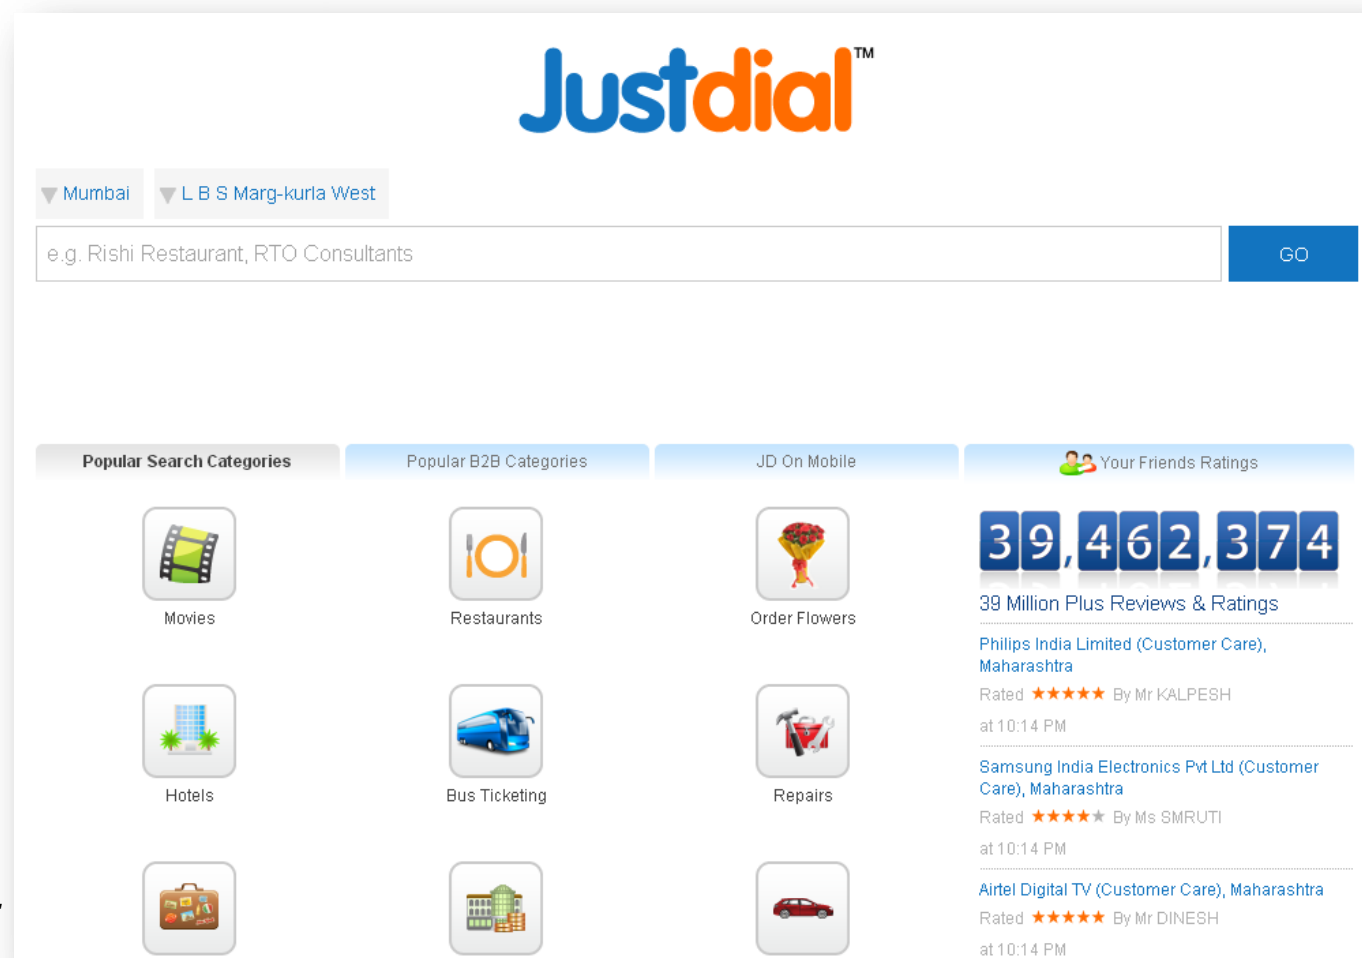 Justdial™
Mumbai
L B S Marg-kurla West
e.g. Rishi Restaurant, RTO Consultants
GO
Popular Search Categories
Popular B2B Categories
JD On Mobile
Your Friends Ratings
Movies
Restaurants
Order Flowers
Hotels
Bus Ticketing
Repairs
39,462,374
39 Million Plus Reviews & Ratings
Philips India Limited (Customer Care),
Maharashtra
Rated ★★★★★ By Mr KALPESH
at 10:14 PM
Samsung India Electronics Pvt Ltd (Customer
Care), Maharashtra
Rated ★★★★★ By Ms SMRUTI
at 10:14 PM
Airtel Digital TV (Customer Care), Maharashtra
Rated ★★★★★ By Mr DINESH
at 10:14 PM